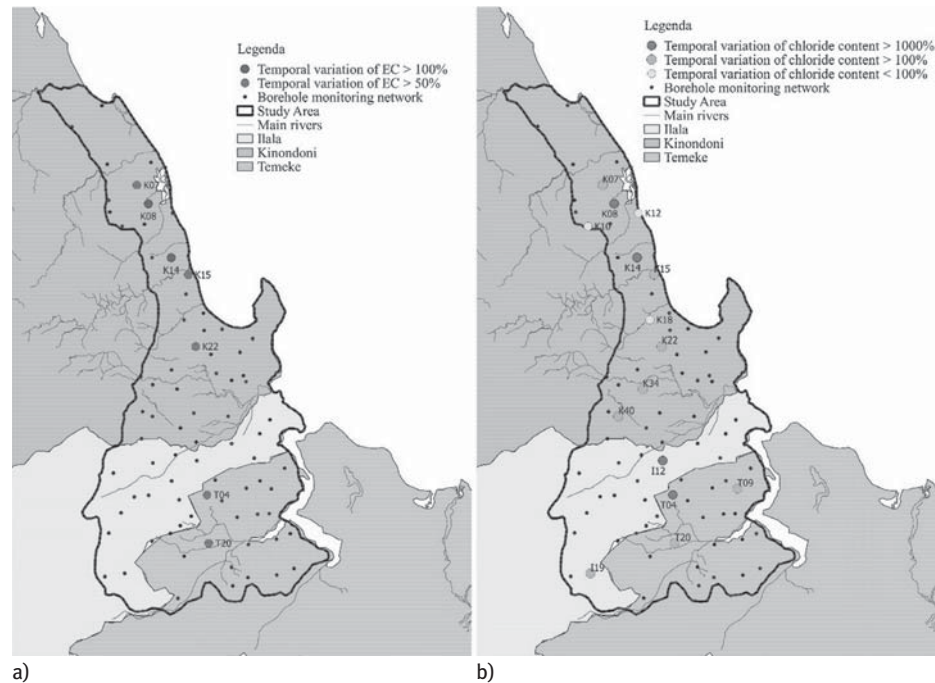 Legenda
Temporal variation of EC > 100%
Temporal variation of EC > 50%
Borehole monitoring network
Study Area
Main rivers
Ilala
Kinondoni
Temeke
K07
K08
K14
K15
K22
T04
T20
a)
Legenda
Temporal variation of chloride content > 1000%
Temporal variation of chloride content > 100%
Temporal variation of chloride content < 100%
Borehole monitoring network
Study Area
Main rivers
Ilala
Kinondoni
Temeke
K07
K08
K12
K10
K14
K15
K18
K22
K34
K40
I12
T09
T04
T20
I19
b)